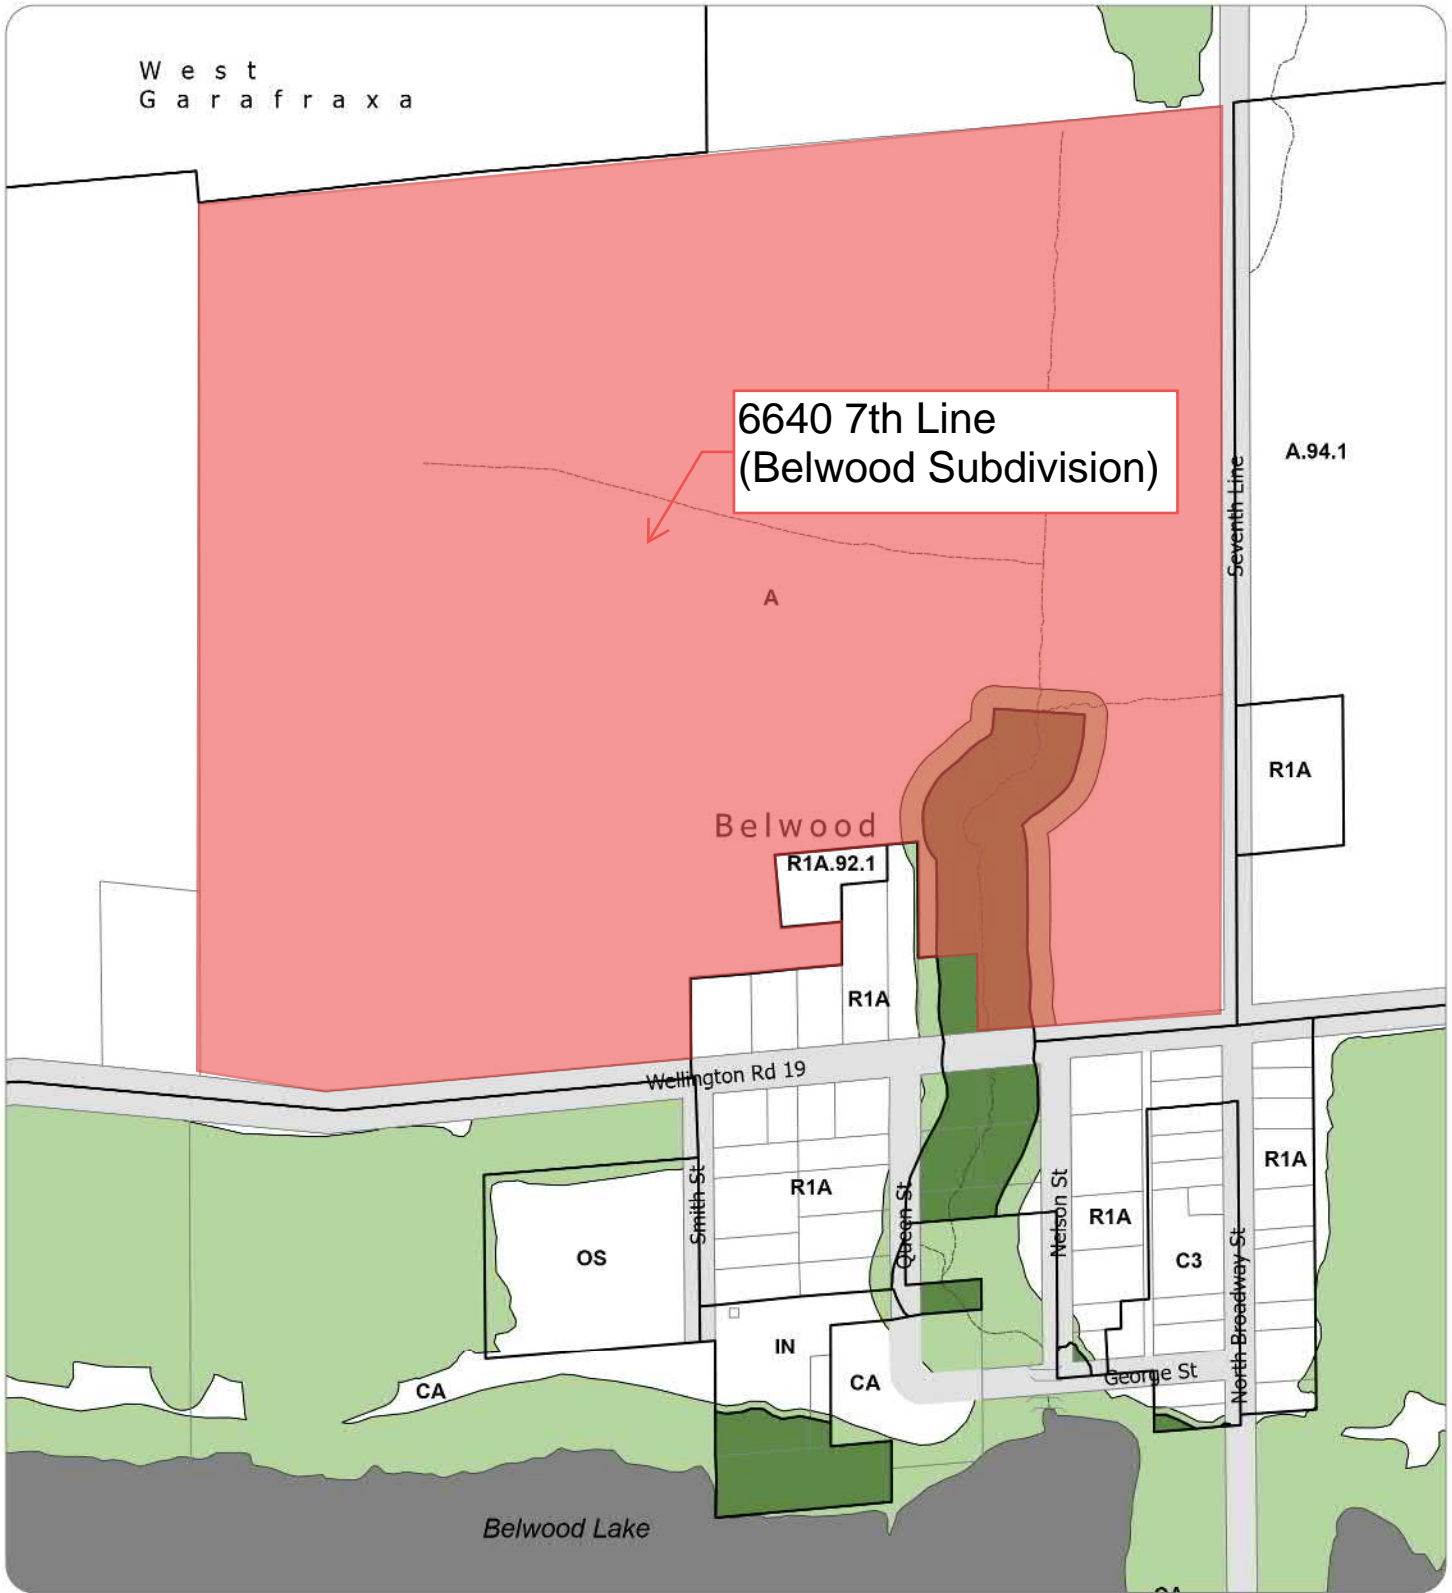 West
Garafraxa
6640 7th Line
(Belwood Subdivision)
A.94.1
Seventh Line
A
R1A
Belwood
R1A.92.1
R1A
Wellington Rd 19
R1A
Smith St
R1A
Queen St
Nelson St
R1A
OS
C3
North Broadway St
IN
CA
CA
George St
Belwood Lake